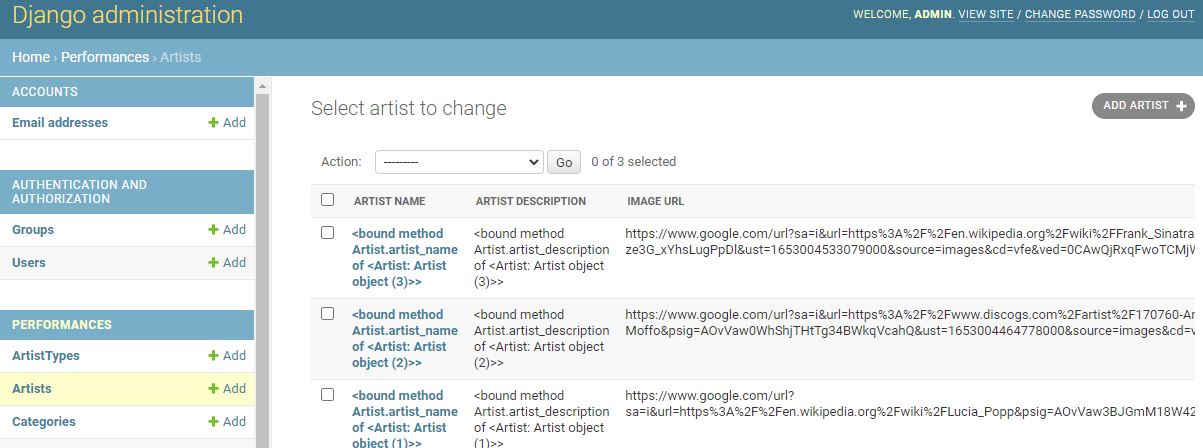 Django administration
WELCOME, ADMIN. VIEW SITE / CHANGE PASSWORD / LOG OUT
Home › Performances › Artists
ACCOUNTS
Email addresses + Add
AUTHENTICATION AND
AUTHORIZATION
Groups + Add
Users + Add
PERFORMANCES
ArtistTypes + Add
Artists + Add
Categories + Add
Select artist to change
ADD ARTIST +
Action: --------- Go 0 of 3 selected
ARTIST NAME ARTIST DESCRIPTION IMAGE URL
<bound method
Artist.artist_name
of <Artist: Artist
object (3)>>
<bound method
Artist.artist_description
of <Artist: Artist object
(3)>>
https://www.google.com/url?sa=i&url=https%3A%2F%2Fen.wikipedia.org%2Fwiki%2FFrank_Sinatra
ze3G_xYhsLugPpDl&ust=1653004533079000&source=images&cd=vfe&ved=0CAwQjRxqFwoTCMjW
<bound method
Artist.artist_name
of <Artist: Artist
object (2)>>
<bound method
Artist.artist_description
of <Artist: Artist object
(2)>>
https://www.google.com/url?sa=i&url=https%3A%2F%2Fwww.discogs.com%2Fartist%2F170760-An
Moffo&psig=AOvVaw0WhShjTHtTg34BWkqVcahQ&ust=1653004464778000&source=images&cd=v
<bound method
Artist.artist_name
of <Artist: Artist
object (1)>>
<bound method
Artist.artist_description
of <Artist: Artist object
(1)>>
https://www.google.com/url?
sa=i&url=https%3A%2F%2Fen.wikipedia.org%2Fwiki%2FLucia_Popp&psig=AOvVaw3BJGmM18W42